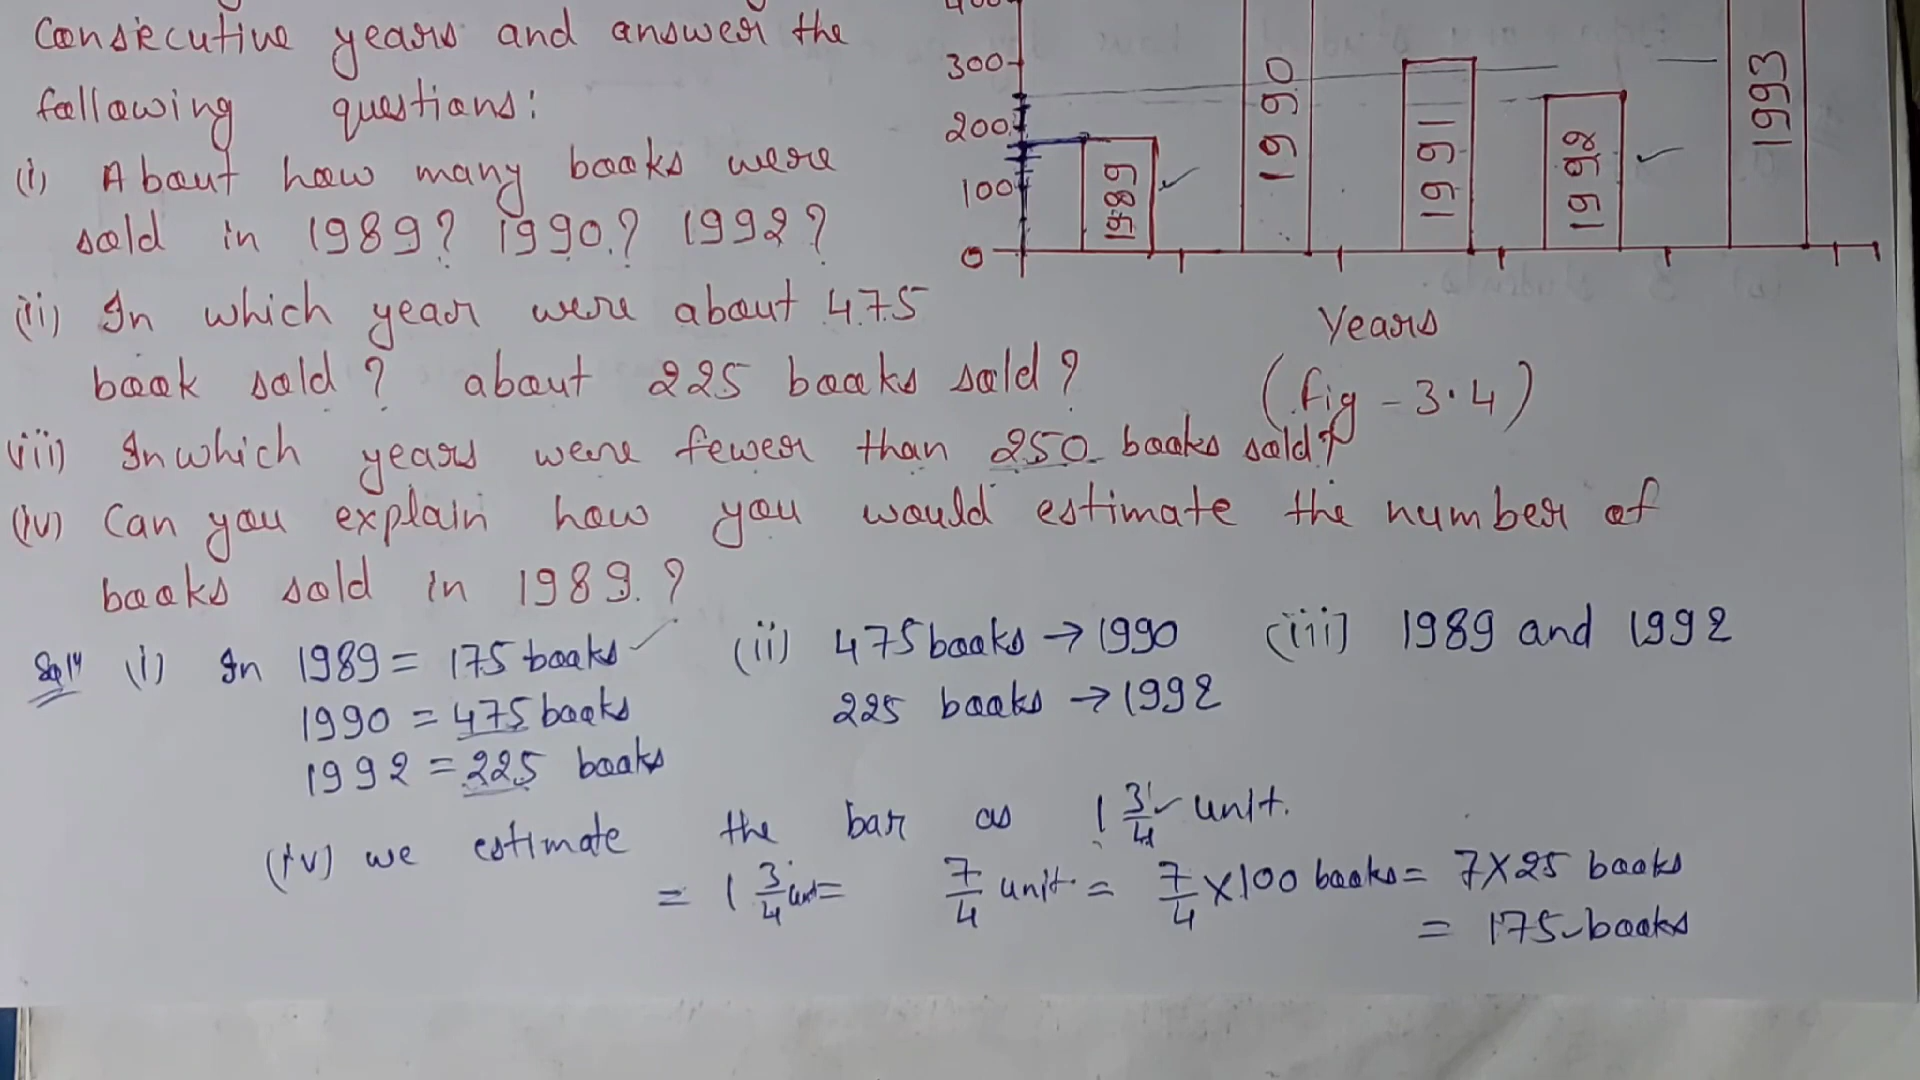 Consecutive years and answer the
following questions:
(i) About how many books were
sold in 1989? 1990? 1992?
(ii) In which year were about 475
book sold? about 225 books sold?
(iii) In which years were fewer than 250 books sold?
(iv) Can you explain how you would estimate the number of
books sold in 1989?
400
300
200
100
0
1989
1990
1991
1992
1993
Years
(fig - 3.4)
Solⁿ (i) In 1989 = 175 books
1990 = 475 books
1992 = 225 books
(ii) 475 books → 1990
225 books → 1992
(iii) 1989 and 1992
(iv) we estimate the bar as 1 3/4 unit.
= 1 3/4 unit = 7/4 unit = 7/4 × 100 books = 7×25 books
= 175 books